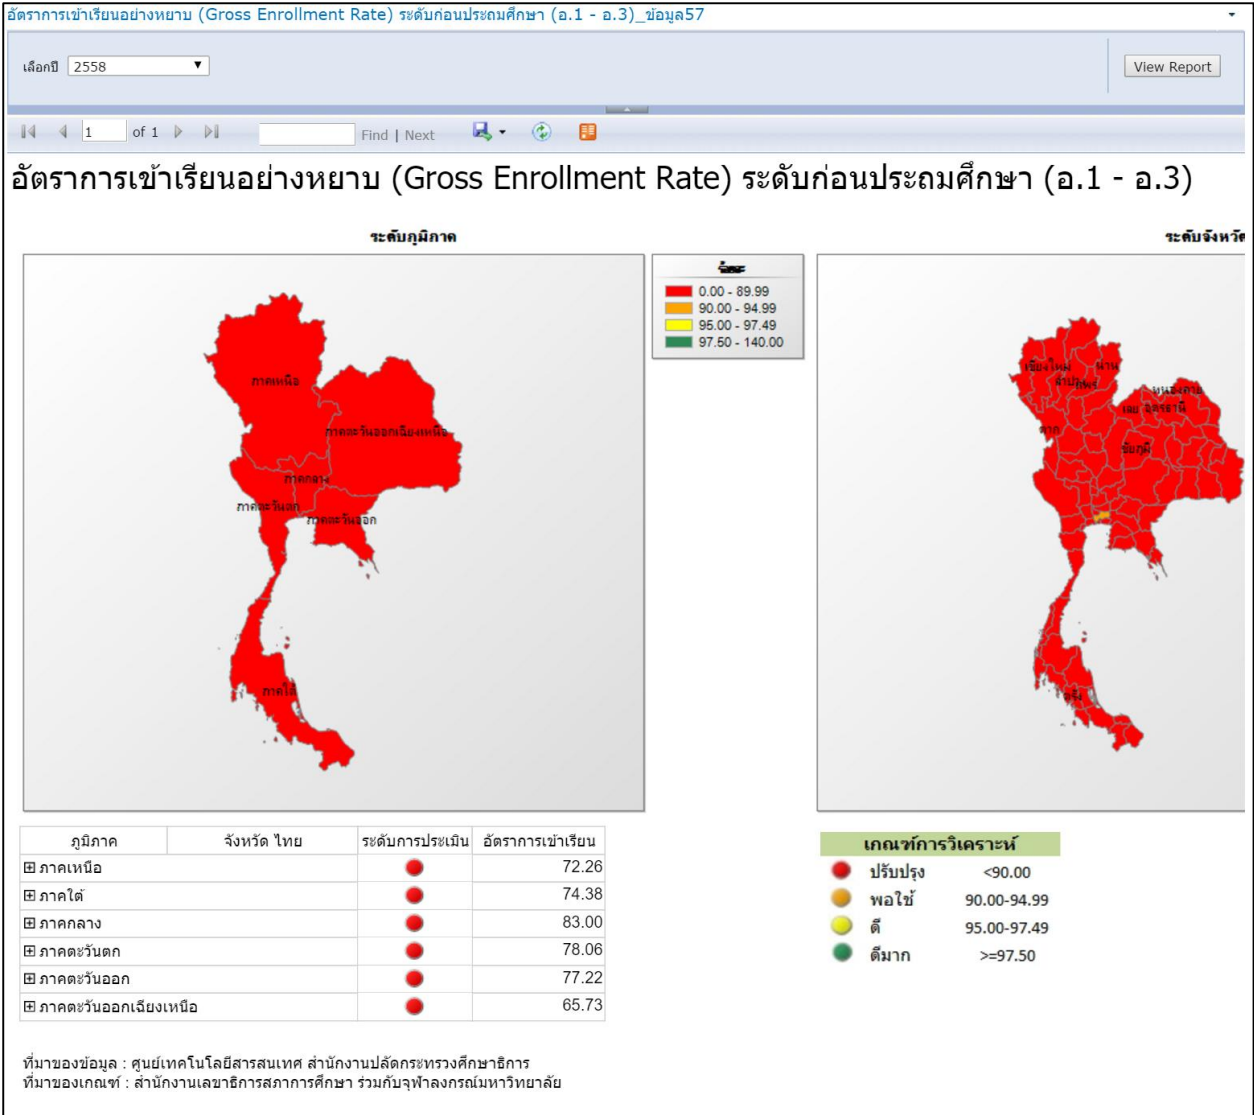 อัตราการเข้าเรียนอย่างหยาบ (Gross Enrollment Rate) ระดับก่อนประถมศึกษา (อ.1 - อ.3)_ข้อมูล57
เลือกปี 2558 View Report
1 of 1 Find | Next
อัตราการเข้าเรียนอย่างหยาบ (Gross Enrollment Rate) ระดับก่อนประถมศึกษา (อ.1 - อ.3)
ระดับภูมิภาค
ภาคเหนือ
ภาคตะวันออกเฉียงเหนือ
ภาคกลาง
ภาคตะวันตก
ภาคตะวันออก
ภาคใต้
0.00 - 89.99
90.00 - 94.99
95.00 - 97.49
97.50 - 140.00
ระดับจังหวัด
เชียงใหม่ น่าน
ลำปาง แพร่
หนองคาย
เลย อุดรธานี
ตาก
ชัยภูมิ
ตรัง
ภูมิภาค จังหวัด ไทย ระดับการประเมิน อัตราการเข้าเรียน
ภาคเหนือ 72.26
ภาคใต้ 74.38
ภาคกลาง 83.00
ภาคตะวันตก 78.06
ภาคตะวันออก 77.22
ภาคตะวันออกเฉียงเหนือ 65.73
เกณฑ์การวิเคราะห์
ปรับปรุง <90.00
พอใช้ 90.00-94.99
ดี 95.00-97.49
ดีมาก >=97.50
ที่มาของข้อมูล : ศูนย์เทคโนโลยีสารสนเทศ สำนักงานปลัดกระทรวงศึกษาธิการ
ที่มาของเกณฑ์ : สำนักงานเลขาธิการสภาการศึกษา ร่วมกับจุฬาลงกรณ์มหาวิทยาลัย